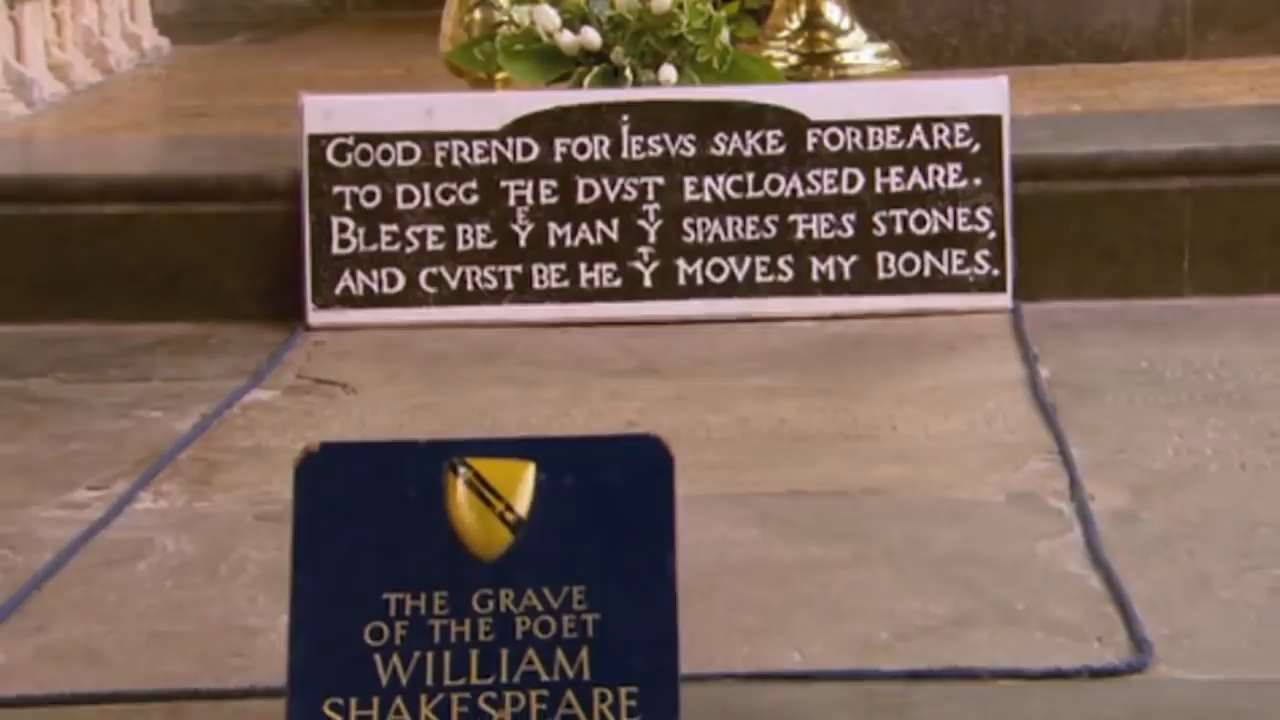 GOOD FREND FOR IESVS SAKE FORBEARE,
TO DIGG THE DVST ENCLOASED HEARE.
BLESE BE Yᴱ MAN Yᵀ SPARES THES STONES,
AND CVRST BE HE Yᵀ MOVES MY BONES.
THE GRAVE
OF THE POET
WILLIAM
SHAKESPEARE